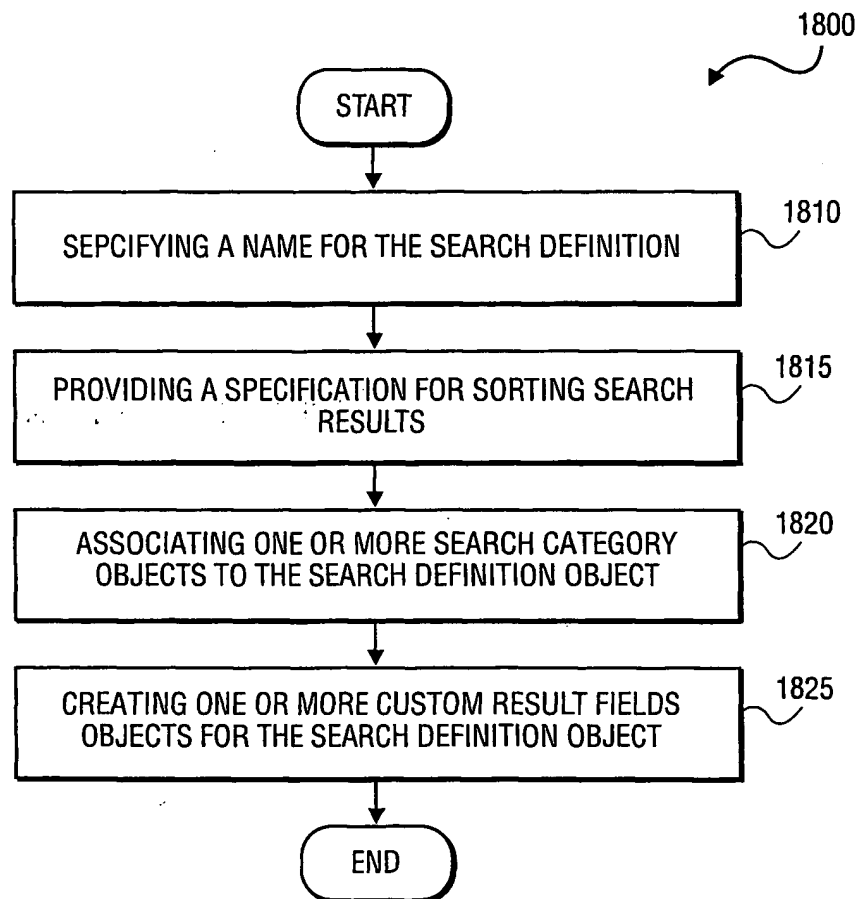 1800
START
SEPCIFYING A NAME FOR THE SEARCH DEFINITION
1810
PROVIDING A SPECIFICATION FOR SORTING SEARCH
RESULTS
1815
ASSOCIATING ONE OR MORE SEARCH CATEGORY
OBJECTS TO THE SEARCH DEFINITION OBJECT
1820
CREATING ONE OR MORE CUSTOM RESULT FIELDS
OBJECTS FOR THE SEARCH DEFINITION OBJECT
1825
END